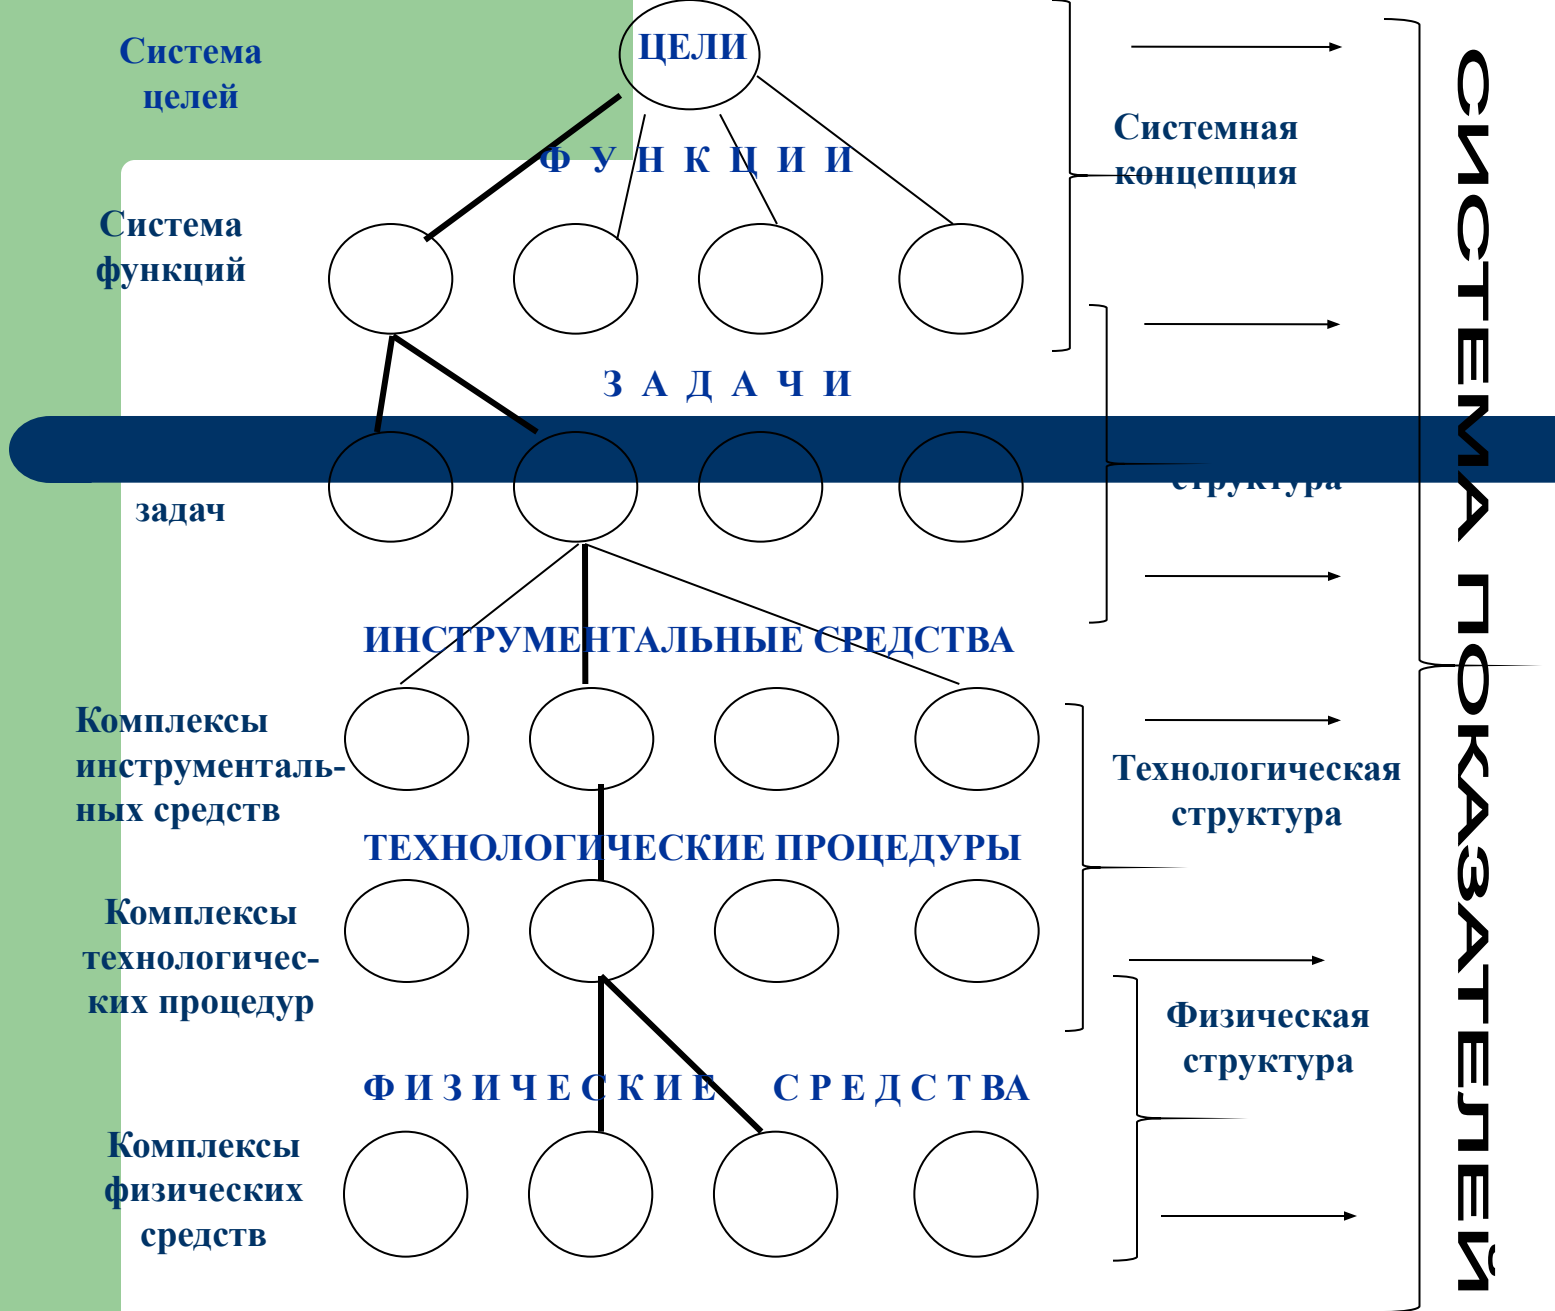 ЦЕЛИ
Система
целей
Системная
концепция
Ф У Н К Ц И И
Система
функций
З А Д А Ч И
структура
задач
ИНСТРУМЕНТАЛЬНЫЕ СРЕДСТВА
Комплексы
инструменталь-
ных средств
Технологическая
структура
ТЕХНОЛОГИЧЕСКИЕ ПРОЦЕДУРЫ
Комплексы
технологичес-
ких процедур
Физическая
структура
Ф И З И Ч Е С К И Е С Р Е Д С Т ВА
Комплексы
физических
средств
СИСТЕМА ПОКАЗАТЕЛЕЙ